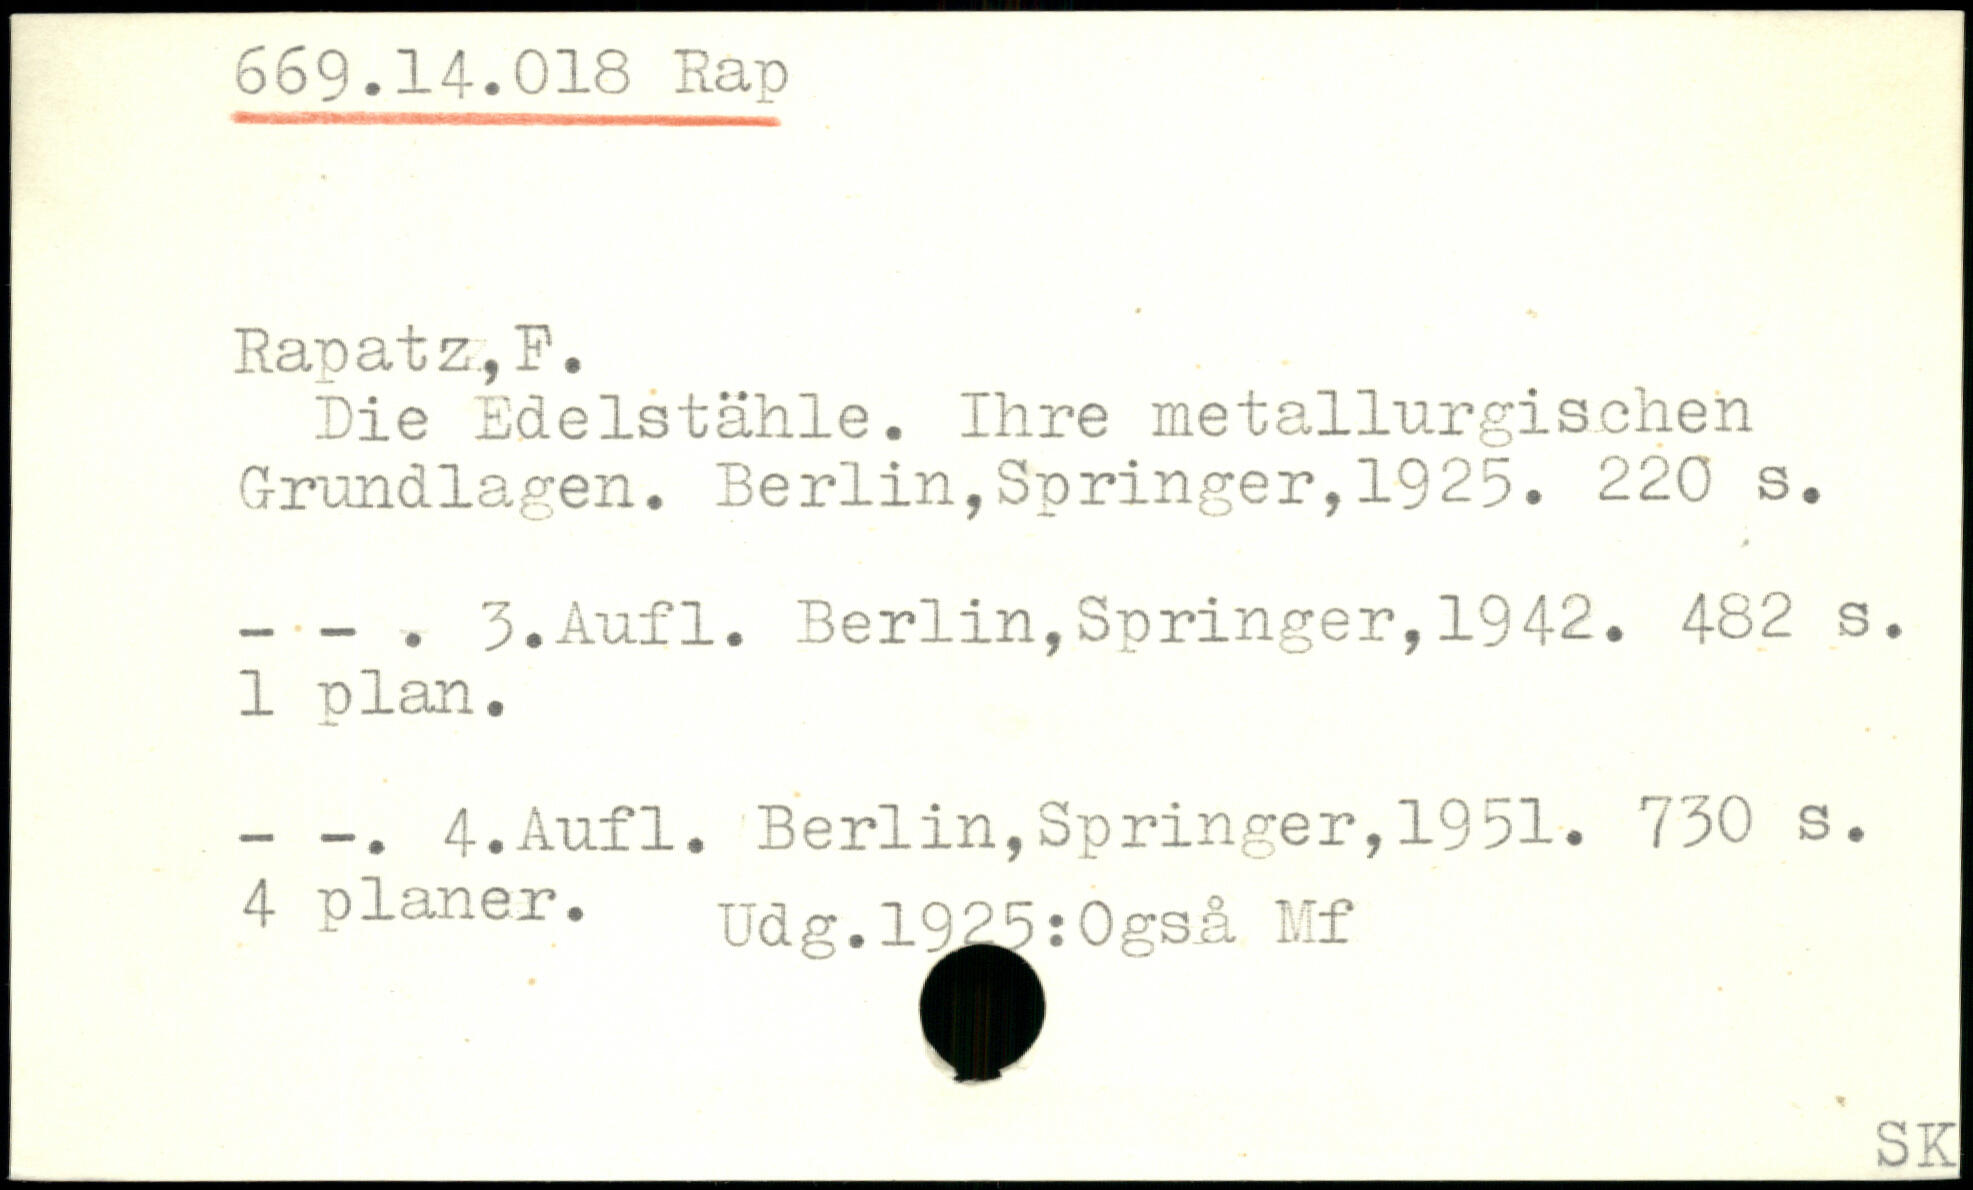 669.14.018 Rap
Rapatz,F.
Die Edelstähle. Ihre metallurgischen
Grundlagen. Berlin,Springer,1925. 220 s.
- - . 3.Aufl. Berlin,Springer,1942. 482 s.
1 plan.
- -. 4.Aufl. Berlin,Springer,1951. 730 s.
4 planer. Udg.1925:Også Mf
SK